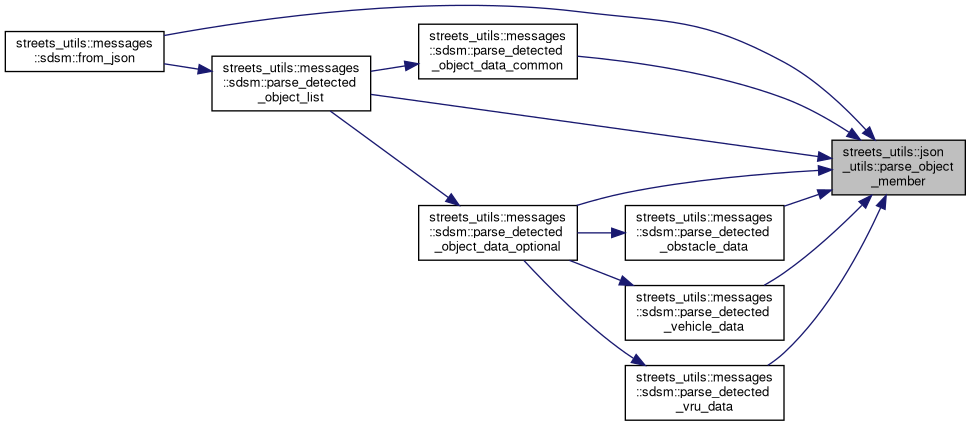 streets_utils::messages
::sdsm::from_json
streets_utils::messages
::sdsm::parse_detected
_object_list
streets_utils::messages
::sdsm::parse_detected
_object_data_common
streets_utils::json
_utils::parse_object
_member
streets_utils::messages
::sdsm::parse_detected
_object_data_optional
streets_utils::messages
::sdsm::parse_detected
_obstacle_data
streets_utils::messages
::sdsm::parse_detected
_vehicle_data
streets_utils::messages
::sdsm::parse_detected
_vru_data